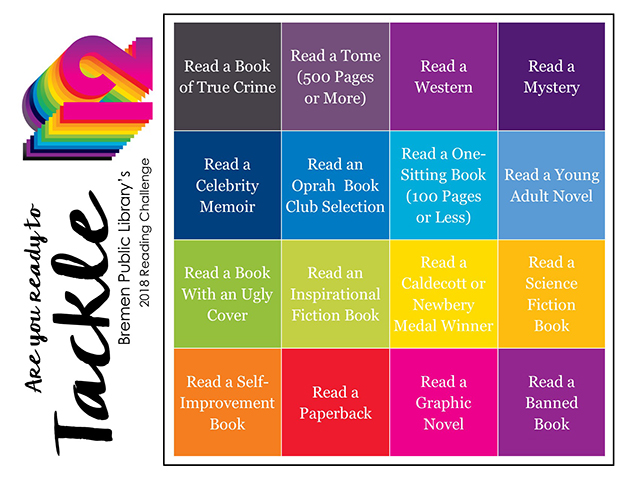 Are you ready to
Tackle 12
Bremen Public Library's
2018 Reading Challenge
Read a Book
of True Crime
Read a Tome
(500 Pages
or More)
Read a
Western
Read a
Mystery
Read a
Celebrity
Memoir
Read an
Oprah Book
Club Selection
Read a One-
Sitting Book
(100 Pages
or Less)
Read a Young
Adult Novel
Read a Book
With an Ugly
Cover
Read an
Inspirational
Fiction Book
Read a
Caldecott or
Newbery
Medal Winner
Read a
Science
Fiction
Book
Read a Self-
Improvement
Book
Read a
Paperback
Read a
Graphic
Novel
Read a
Banned
Book